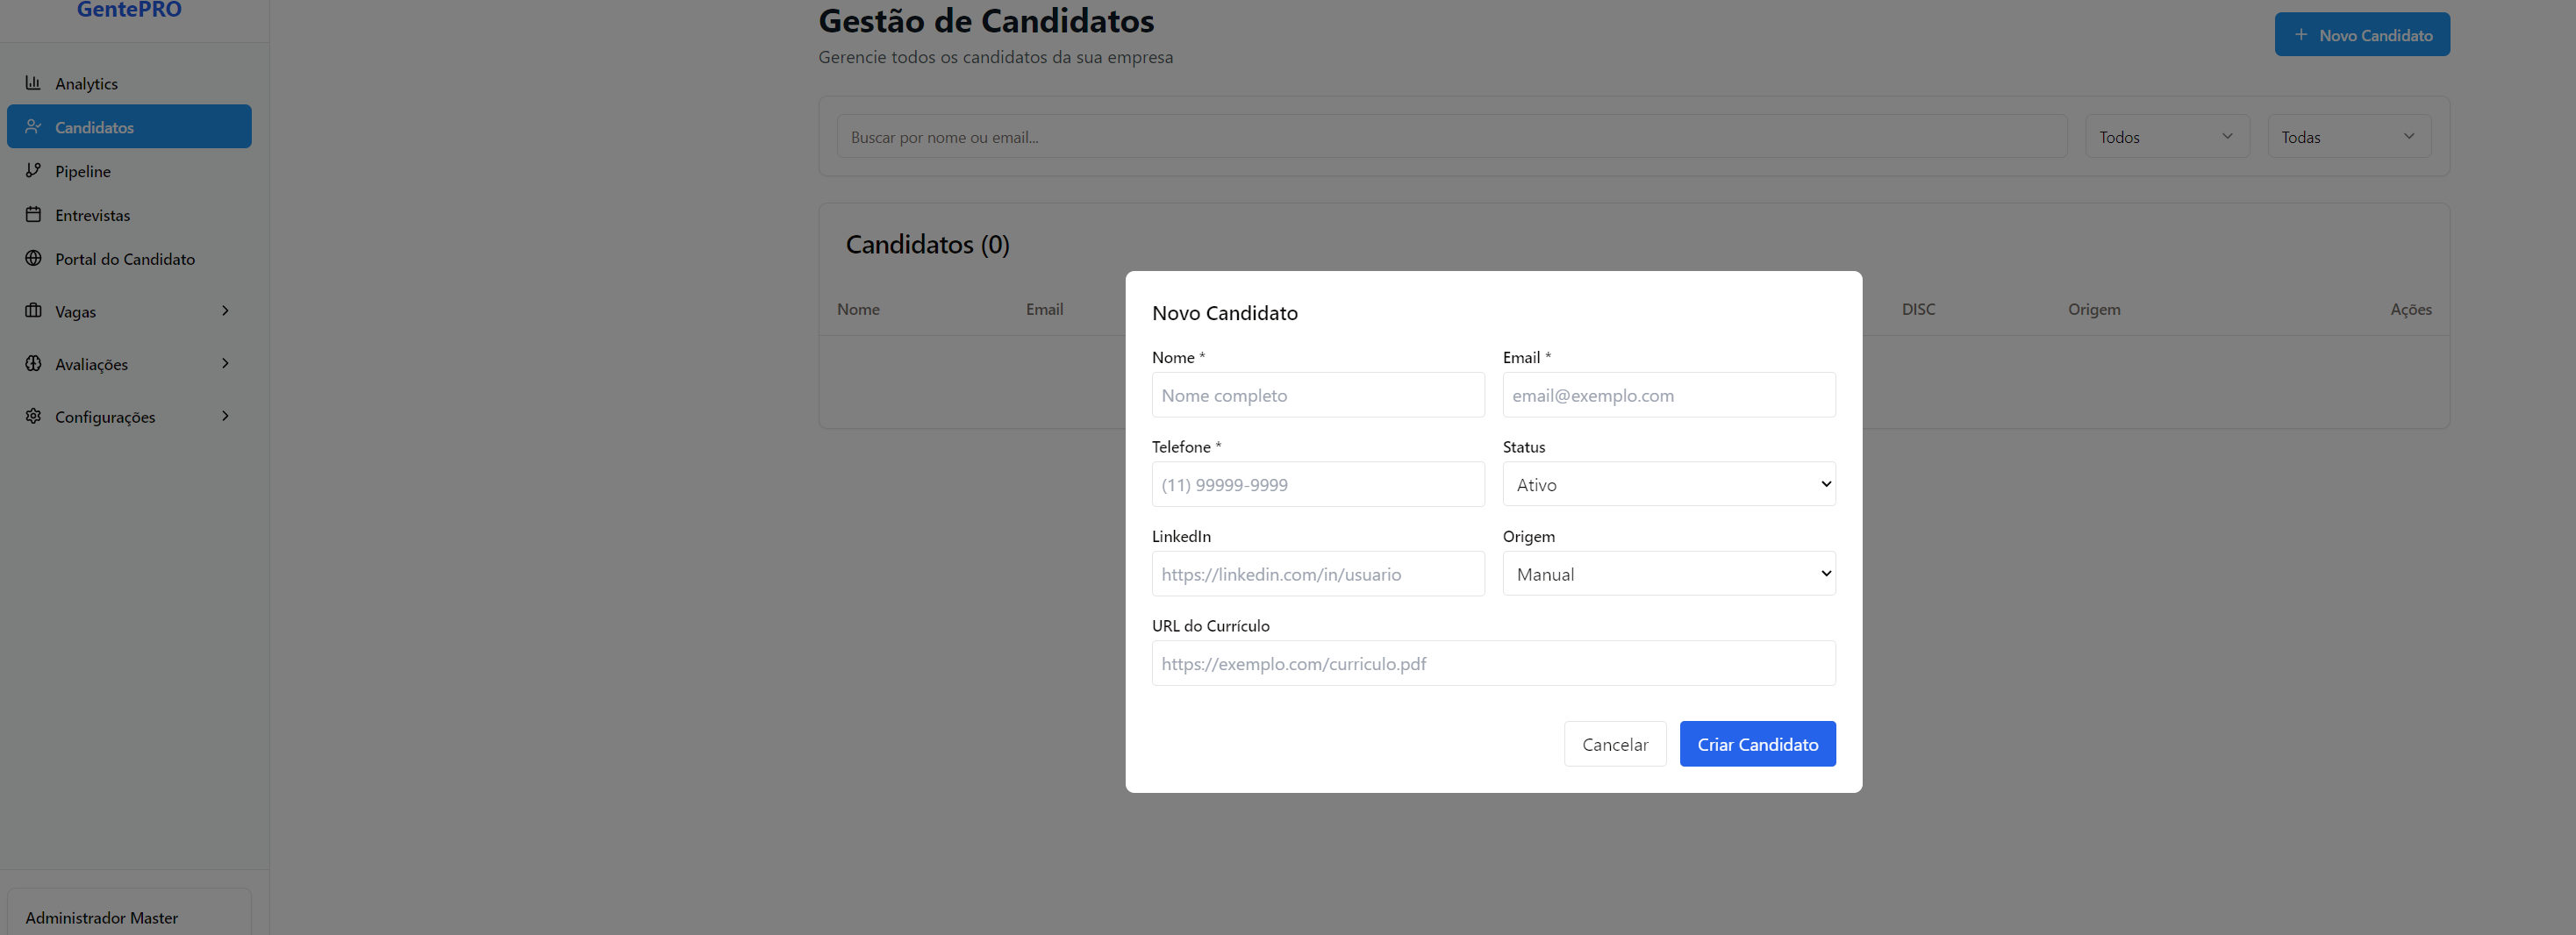 GentePRO
Analytics
Candidatos
Pipeline
Entrevistas
Portal do Candidato
Vagas
Avaliações
Configurações
Administrador Master
Gestão de Candidatos
Gerencie todos os candidatos da sua empresa
Novo Candidato
Buscar por nome ou email...
Todos
Todas
Candidatos (0)
Nome Email DISC Origem Ações
Novo Candidato
Nome * Email *
Nome completo email@exemplo.com
Telefone * Status
(11) 99999-9999 Ativo
LinkedIn Origem
https://linkedin.com/in/usuario Manual
URL do Currículo
https://exemplo.com/curriculo.pdf
Cancelar Criar Candidato